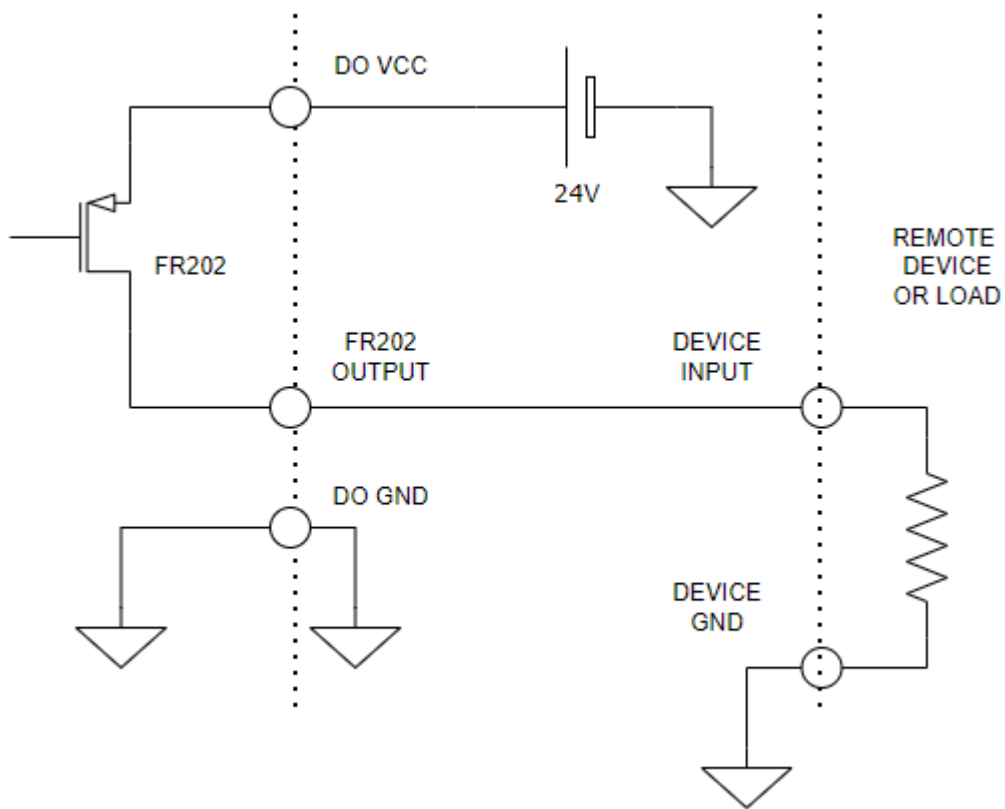 DO VCC
24V
FR202
REMOTE
DEVICE
OR LOAD
FR202
OUTPUT
DEVICE
INPUT
DO GND
DEVICE
GND